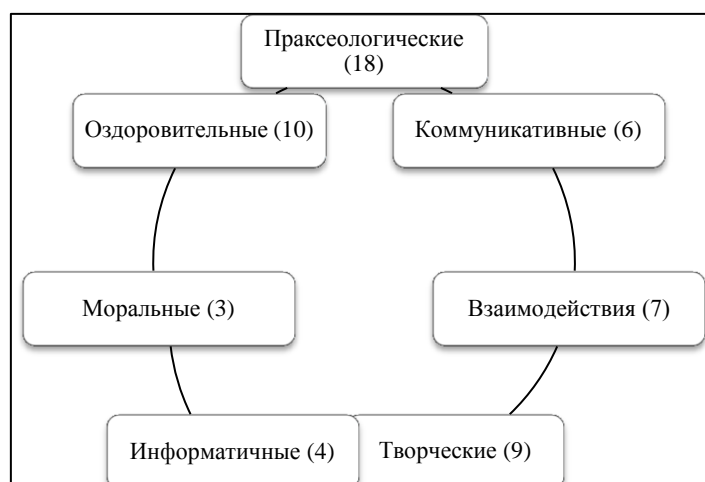 Праксеологические
(18)
Оздоровительные (10)
Коммуникативные (6)
Моральные (3)
Взаимодействия (7)
Информатичные (4)
Творческие (9)